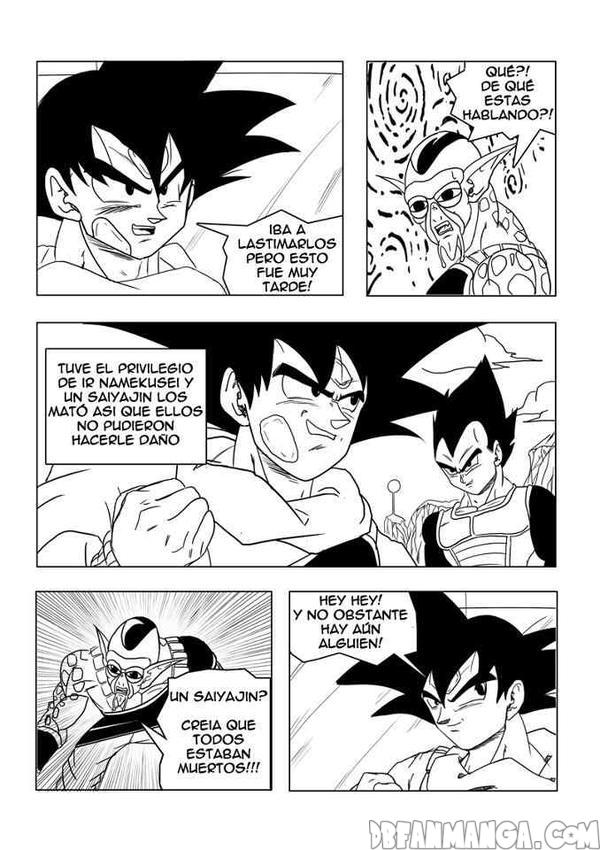 IBA A
LASTIMARLOS
PERO ESTO
FUE MUY
TARDE!
QUÉ?!
DE QUÉ
ESTAS
HABLANDO?!
TUVE EL PRIVILEGIO
DE IR NAMEKUSEI Y
UN SAIYAJIN LOS
MATÓ ASI QUE ELLOS
NO PUDIERON
HACERLE DAÑO
UN SAIYAJIN?
CREIA QUE
TODOS
ESTABAN
MUERTOS!!!
HEY HEY!
Y NO OBSTANTE
HAY AÚN
ALGUIEN!
DBFANMANGA.COM